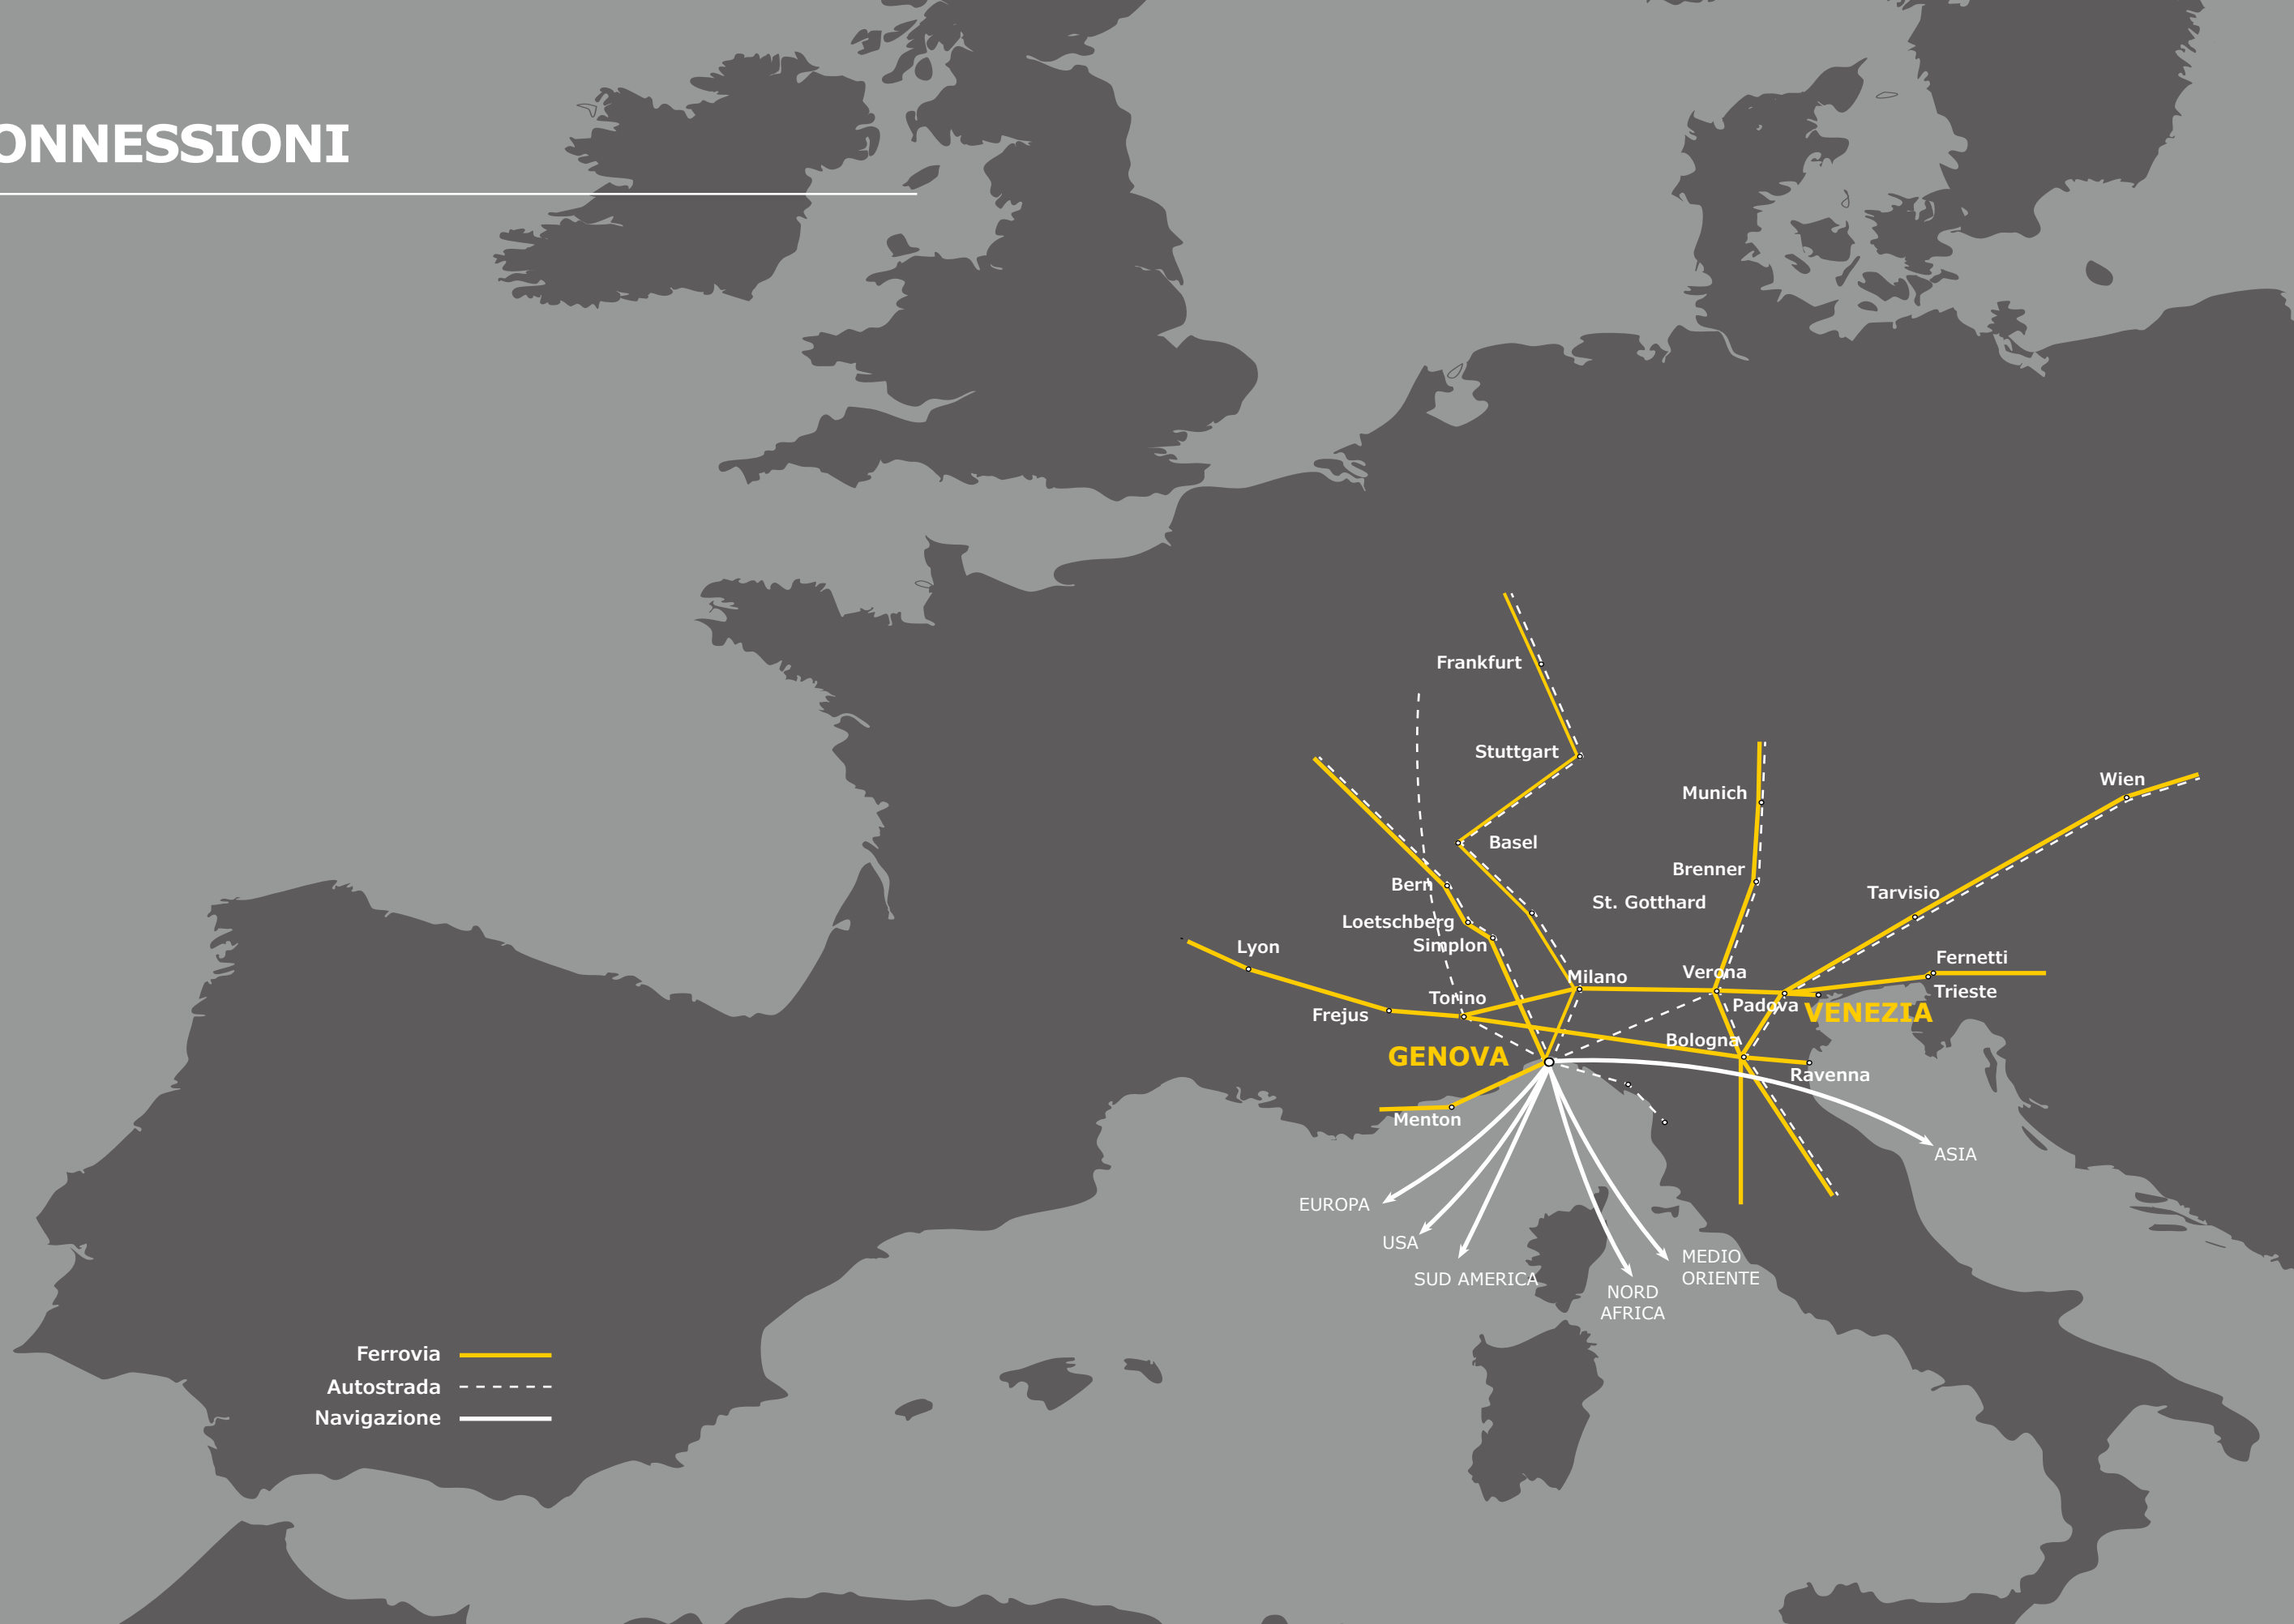 ONNESSIONI
Frankfurt
Stuttgart
Munich
Wien
Basel
Brenner
Bern
Tarvisio
St. Gotthard
Loetschberg
Simplon
Lyon
Fernetti
Verona
Milano
Trieste
Torino
Padova
VENEZIA
Frejus
Bologna
GENOVA
Ravenna
Menton
ASIA
EUROPA
USA
MEDIO
ORIENTE
SUD AMERICA
NORD
AFRICA
Ferrovia
Autostrada
Navigazione